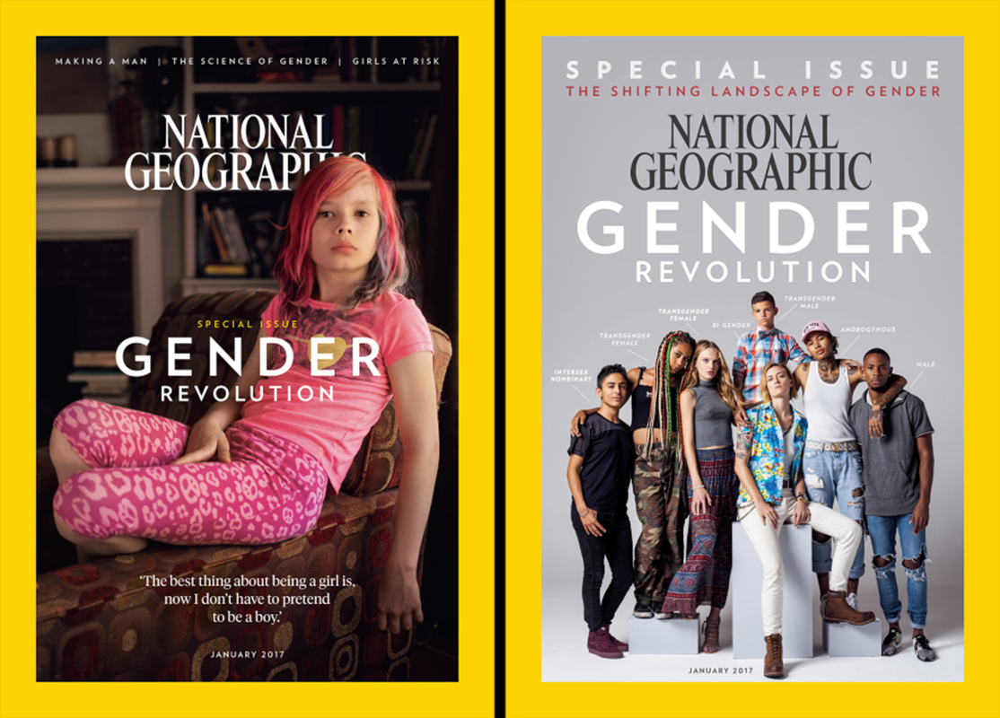 MAKING A MAN | THE SCIENCE OF GENDER | GIRLS AT RISK
NATIONAL
GEOGRAPHIC
SPECIAL ISSUE
GENDER
REVOLUTION
‘The best thing about being a girl is,
now I don’t have to pretend
to be a boy.’
JANUARY 2017
SPECIAL ISSUE
THE SHIFTING LANDSCAPE OF GENDER
NATIONAL
GEOGRAPHIC
GENDER
REVOLUTION
INTERSEX
NONBINARY
TRANSGENDER
FEMALE
TRANSGENDER
FEMALE
BI-GENDER
TRANSGENDER
MALE
ANDROGYNOUS
MALE
JANUARY 2017